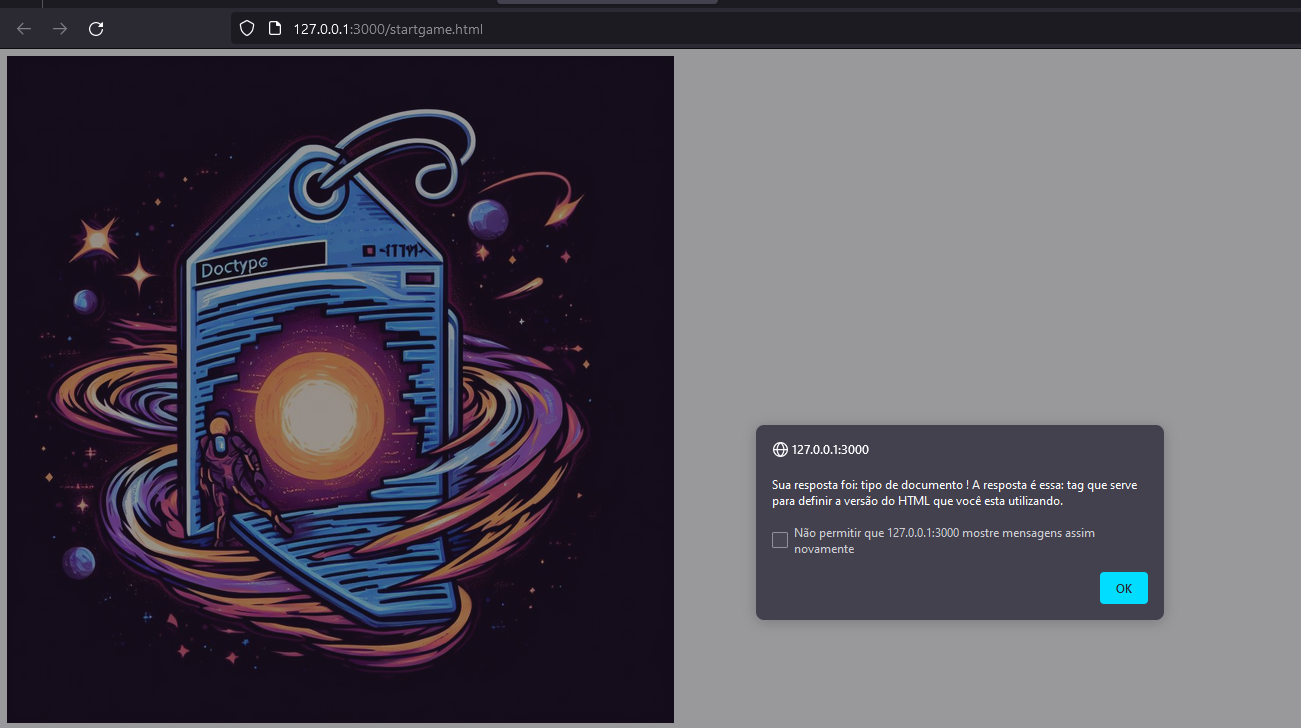 127.0.0.1:3000/startgame.html
Doctype
127.0.0.1:3000
Sua resposta foi: tipo de documento ! A resposta é essa: tag que serve
para definir a versão do HTML que você esta utilizando.
Não permitir que 127.0.0.1:3000 mostre mensagens assim
novamente
OK